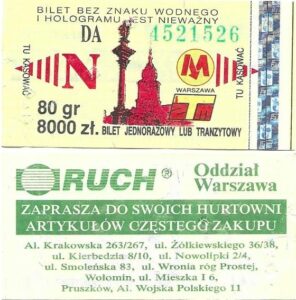 BILET BEZ ZNAKU WODNEGO
I HOLOGRAMU JEST NIEWAŻNY
DA 4521526
TU KASOWAĆ
N
M
WARSZAWA
ZTM
TU KASOWAĆ
80 gr
8000 zł. BILET JEDNORAZOWY LUB TRANZYTOWY
RUCH® Oddział
Warszawa
ZAPRASZA DO SWOICH HURTOWNI
ARTYKUŁÓW CZĘSTEGO ZAKUPU
Al. Krakowska 263/267, ul. Żółkiewskiego 36/38,
ul. Kierbedzia 8/10, ul. Nowolipki 2/4,
ul. Smoleńska 83, ul. Wronia róg Prostej,
Wołomin, ul. Mieszka I 6,
Pruszków, Al. Wojska Polskiego 11